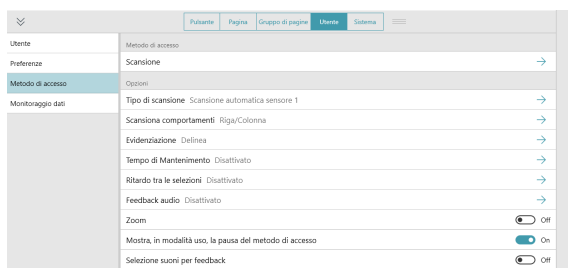 Pulsante Pagina Gruppo di pagine Utente Sistema
Utente
Preferenze
Metodo di accesso
Monitoraggio dati
Metodo di accesso
Scansione
Opzioni
Tipo di scansione Scansione automatica sensore 1
Scansiona comportamenti Riga/Colonna
Evidenziazione Delinea
Tempo di Mantenimento Disattivato
Ritardo tra le selezioni Disattivato
Feedback audio Disattivato
Zoom Off
Mostra, in modalità uso, la pausa del metodo di accesso On
Selezione suoni per feedback Off